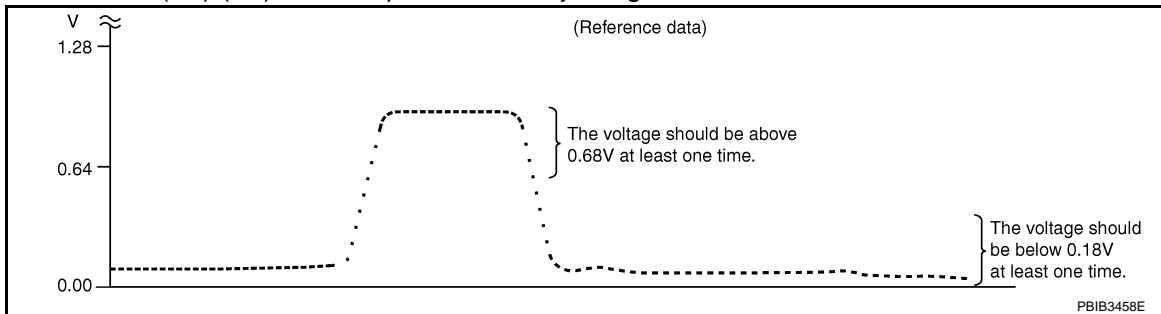 V
(Reference data)
1.28
The voltage should be above
0.68V at least one time.
0.64
The voltage should
be below 0.18V
at least one time.
0.00
PBIB3458E